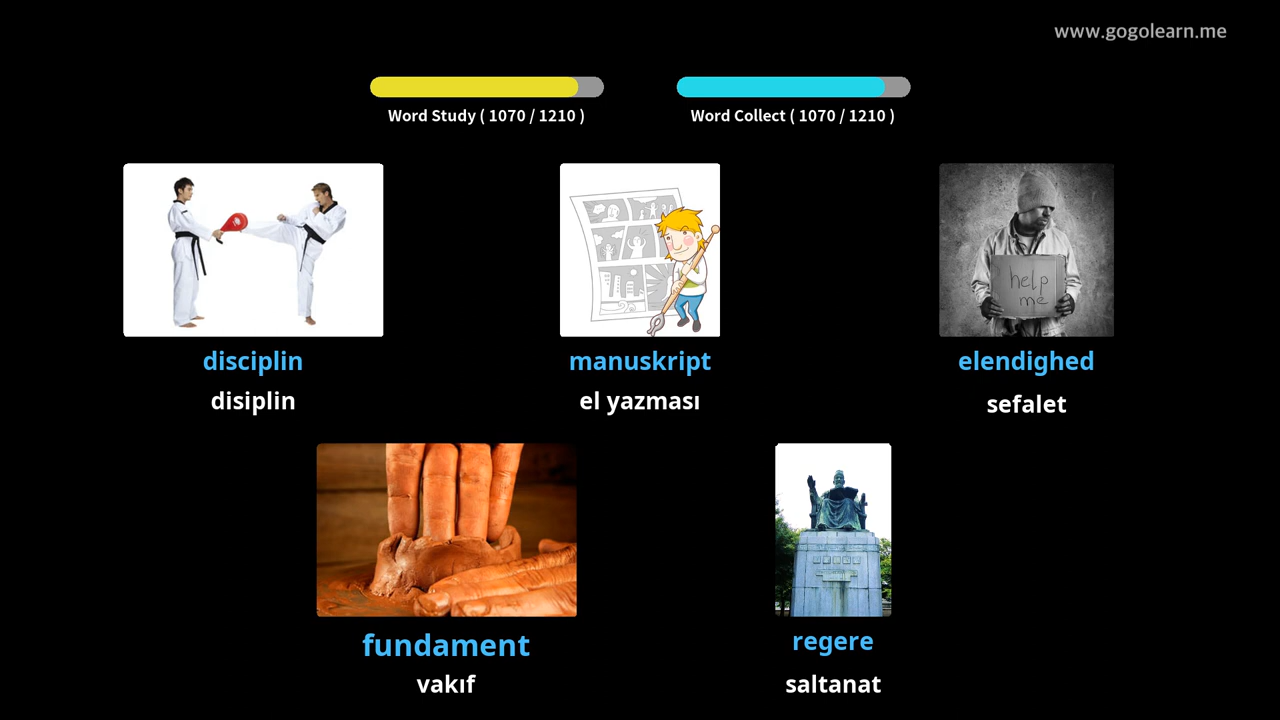 www.gogolearn.me
Word Study ( 1070 / 1210 )
Word Collect ( 1070 / 1210 )
help
me
disciplin
manuskript
elendighed
disiplin
el yazması
sefalet
fundament
regere
vakıf
saltanat